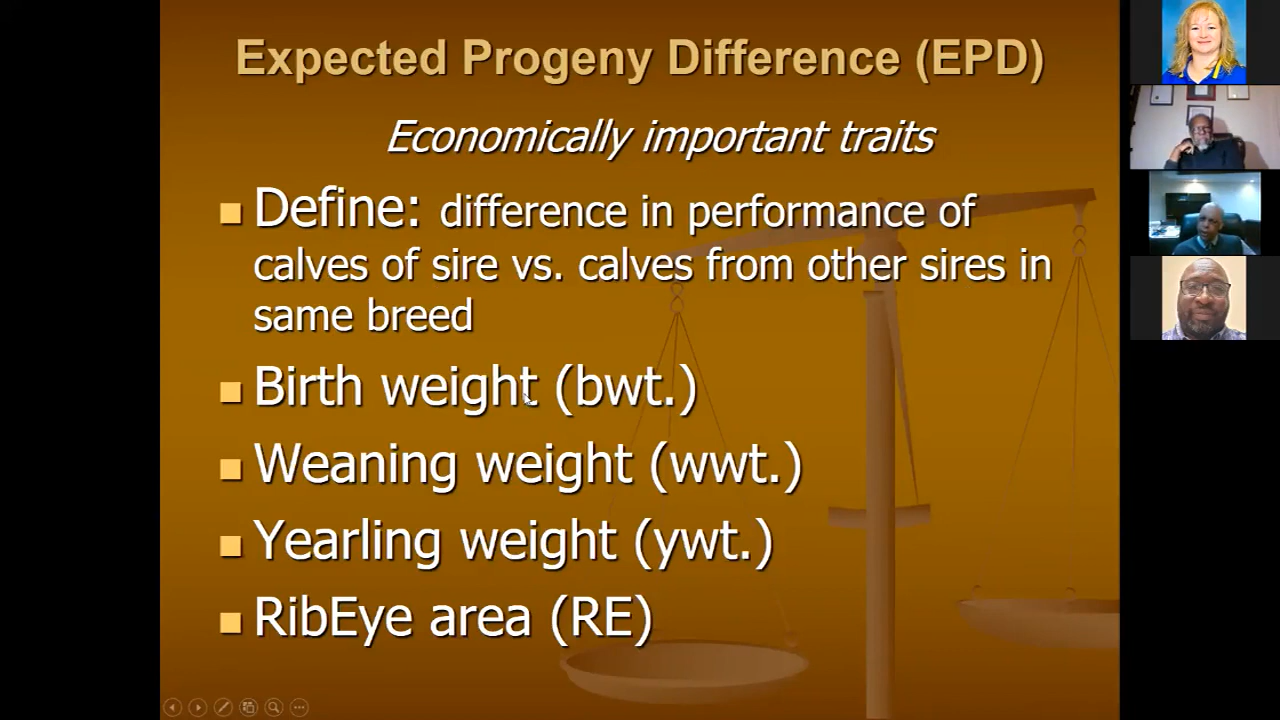 Expected Progeny Difference (EPD)
Economically important traits
Define: difference in performance of
calves of sire vs. calves from other sires in
same breed
Birth weight (bwt.)
Weaning weight (wwt.)
Yearling weight (ywt.)
RibEye area (RE)